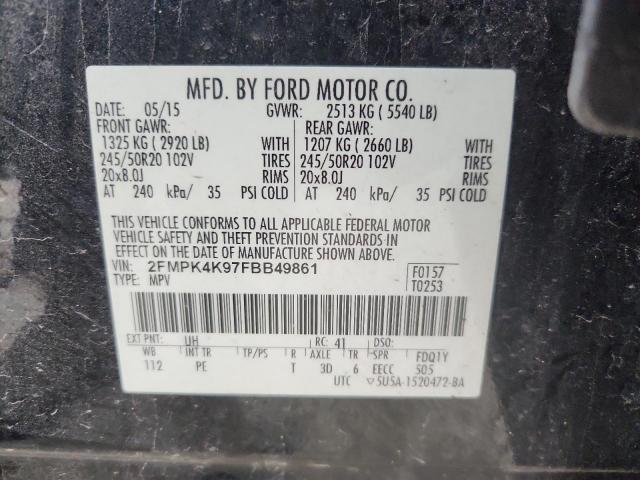 MFD. BY FORD MOTOR CO.
DATE: 05/15 GVWR: 2513 KG ( 5540 LB)
FRONT GAWR: REAR GAWR:
1325 KG ( 2920 LB) WITH 1207 KG ( 2660 LB) WITH
245/50R20 102V TIRES 245/50R20 102V TIRES
20x8.0J RIMS 20x8.0J RIMS
AT 240 kPa/ 35 PSI COLD AT 240 kPa/ 35 PSI COLD
THIS VEHICLE CONFORMS TO ALL APPLICABLE FEDERAL MOTOR
VEHICLE SAFETY AND THEFT PREVENTION STANDARDS IN
EFFECT ON THE DATE OF MANUFACTURE SHOWN ABOVE.
VIN: 2FMPK4K97FBB49861 F0157
TYPE: MPV T0253
EXT PNT: UH RC: 41 DSO:
WB INT TR TP/PS R AXLE TR SPR FDQ1Y
112 PE T 3D 6 EECC 505
UTC ▽5U5A-1520472-BA